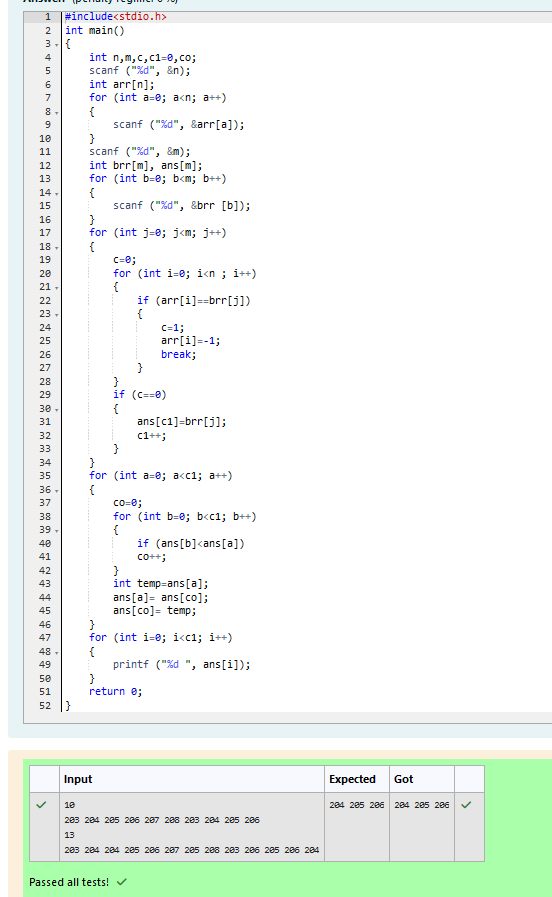 Answer: (penalty regime: 0 %)
1 #include<stdio.h>
2 int main()
3 {
4 int n,m,c,c1=0,co;
5 scanf ("%d", &n);
6 int arr[n];
7 for (int a=0; a<n; a++)
8 {
9 scanf ("%d", &arr[a]);
10 }
11 scanf ("%d", &m);
12 int brr[m], ans[m];
13 for (int b=0; b<m; b++)
14 {
15 scanf ("%d", &brr [b]);
16 }
17 for (int j=0; j<m; j++)
18 {
19 c=0;
20 for (int i=0; i<n ; i++)
21 {
22 if (arr[i]==brr[j])
23 {
24 c=1;
25 arr[i]=-1;
26 break;
27 }
28 }
29 if (c==0)
30 {
31 ans[c1]=brr[j];
32 c1++;
33 }
34 }
35 for (int a=0; a<c1; a++)
36 {
37 co=0;
38 for (int b=0; b<c1; b++)
39 {
40 if (ans[b]<ans[a])
41 co++;
42 }
43 int temp=ans[a];
44 ans[a]= ans[co];
45 ans[co]= temp;
46 }
47 for (int i=0; i<c1; i++)
48 {
49 printf ("%d ", ans[i]);
50 }
51 return 0;
52 }
Input Expected Got
10 204 205 206 204 205 206
203 204 205 206 207 208 203 204 205 206
13
203 204 204 205 206 207 205 208 203 206 205 206 204
Passed all tests!